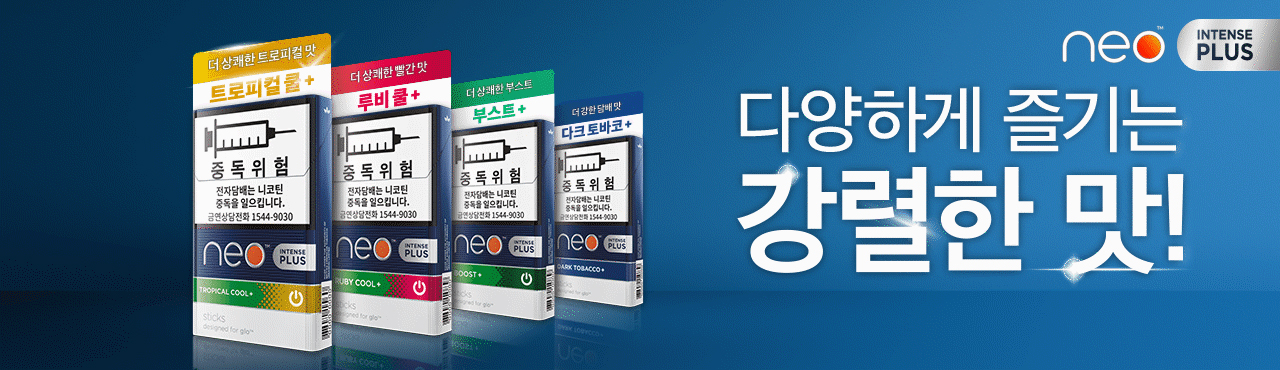 더 상쾌한 트로피컬 맛
트로피컬 쿨+
중독위험
전자담배는 니코틴
중독을 일으킵니다.
금연상담전화 1544-9030
neo™ INTENSE PLUS
TROPICAL COOL+
sticks
designed for glo™
더 상쾌한 빨간 맛
루비 쿨+
중독위험
전자담배는 니코틴
중독을 일으킵니다.
금연상담전화 1544-9030
neo INTENSE PLUS
RUBY COOL+
더 상쾌한 부스트
부스트+
중독위험
전자담배는 니코틴
중독을 일으킵니다.
금연상담전화 1544-9030
neo INTENSE PLUS
BOOST+
더 강한 담배 맛
다크 토바코+
중독위험
전자담배는 니코틴
중독을 일으킵니다.
금연상담전화 1544-9030
neo INTENSE PLUS
DARK TOBACCO+
neo™ INTENSE PLUS
다양하게 즐기는
강렬한 맛!